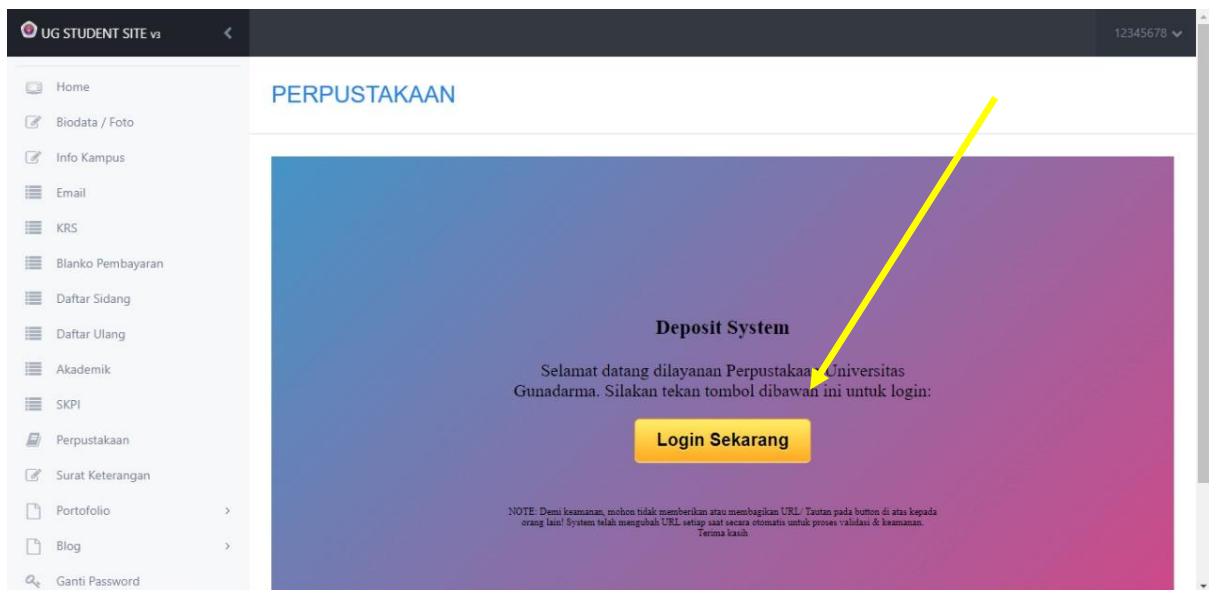 UG STUDENT SITE v3
12345678
Home
Biodata / Foto
Info Kampus
Email
KRS
Blanko Pembayaran
Daftar Sidang
Daftar Ulang
Akademik
SKPI
Perpustakaan
Surat Keterangan
Portofolio
Blog
Ganti Password
PERPUSTAKAAN
Deposit System
Selamat datang dilayanan Perpustakaan Universitas
Gunadarma. Silakan tekan tombol dibawah ini untuk login:
Login Sekarang
NOTE: Demi keamanan, mohon tidak memberikan atau membagikan URL/ Tautan pada button di atas kepada
orang lain! System telah mengubah URL setiap saat secara otomatis untuk proses validasi & keamanan.
Terima kasih